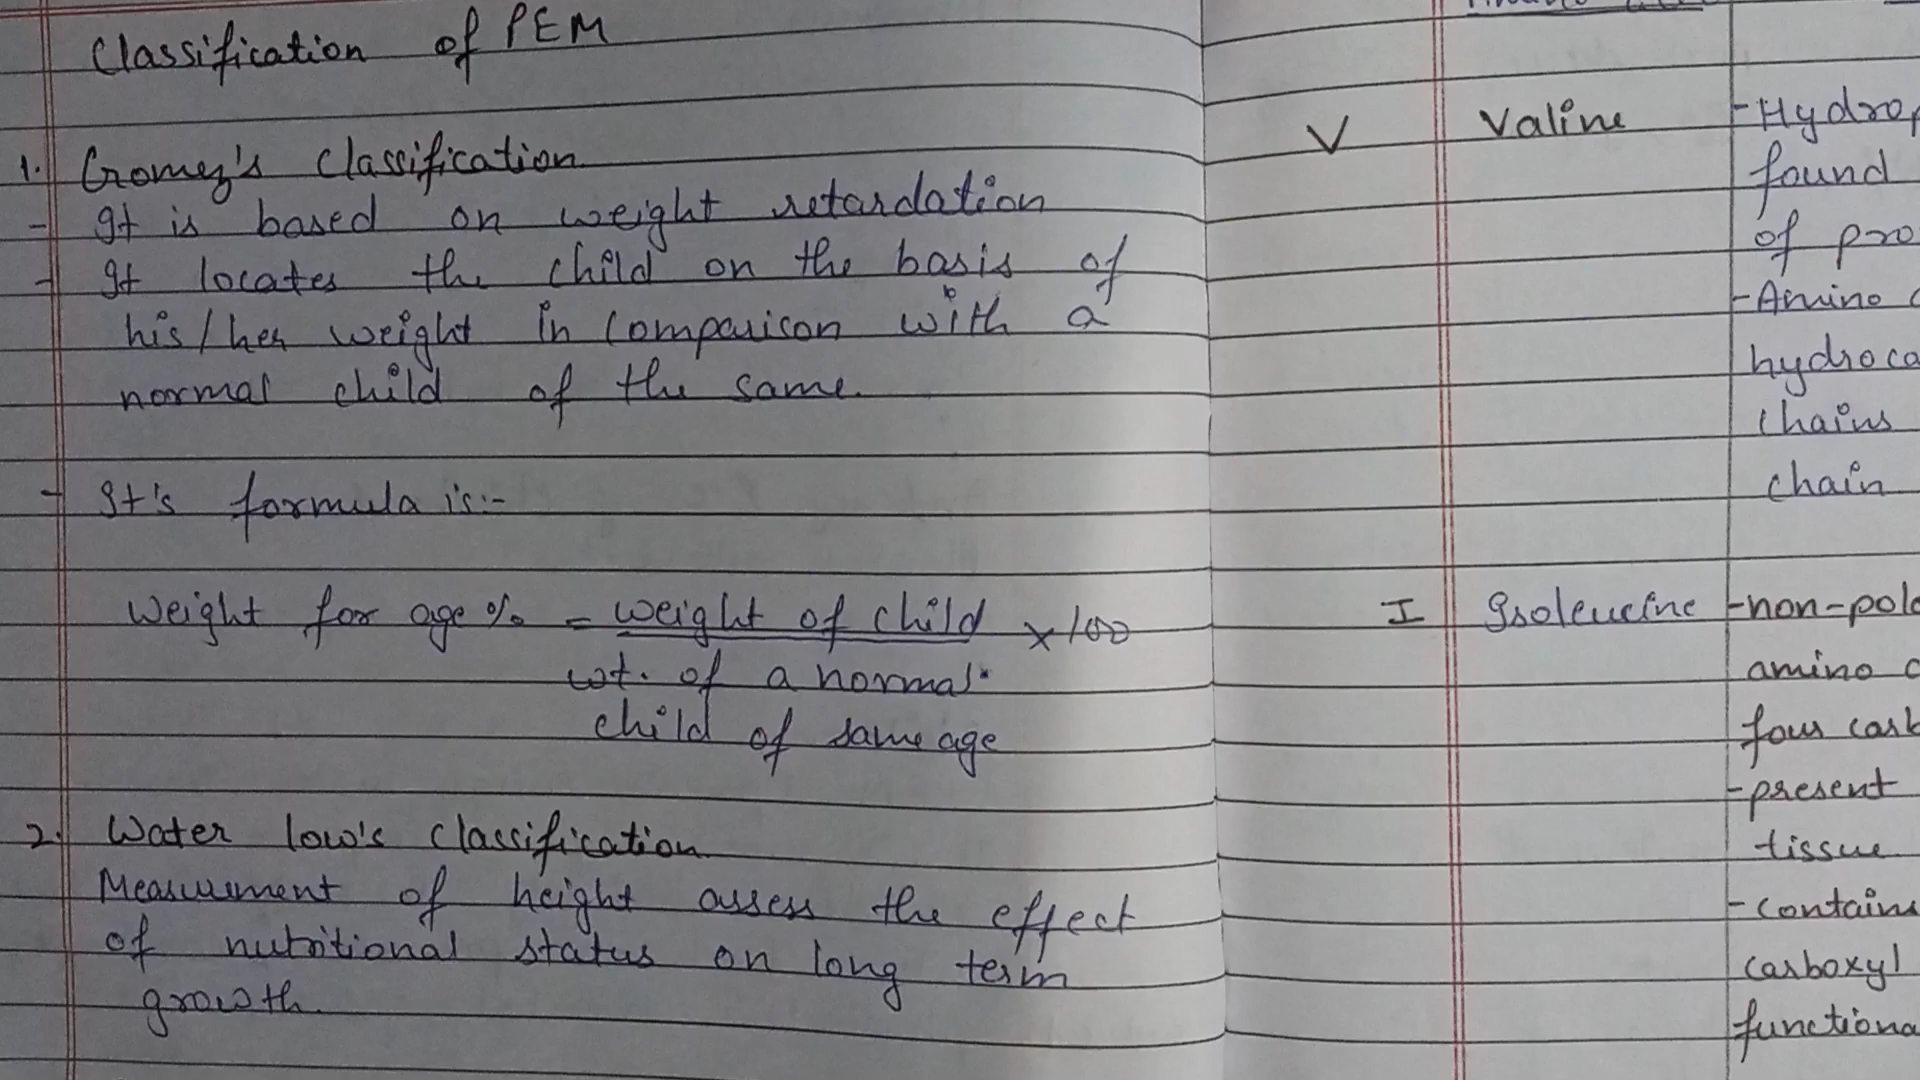 Classification of PEM
1. Gomez's Classification
- It is based on weight retardation
- It locates the child on the basis of
his/her weight in comparison with a
normal child of the same.
- It's formula is:-
Weight for age % = weight of child x 100
wt. of a normal
child of same age
2. Water low's classification
Measurement of height assess the effect
of nutritional status on long term
growth.
V Valine - Hydrop
found
of pro
- Amino
hydroca
chains
chain
I Isoleucine - non-pola
amino
four carb
- present
tissue
- contains
carboxyl
functiona